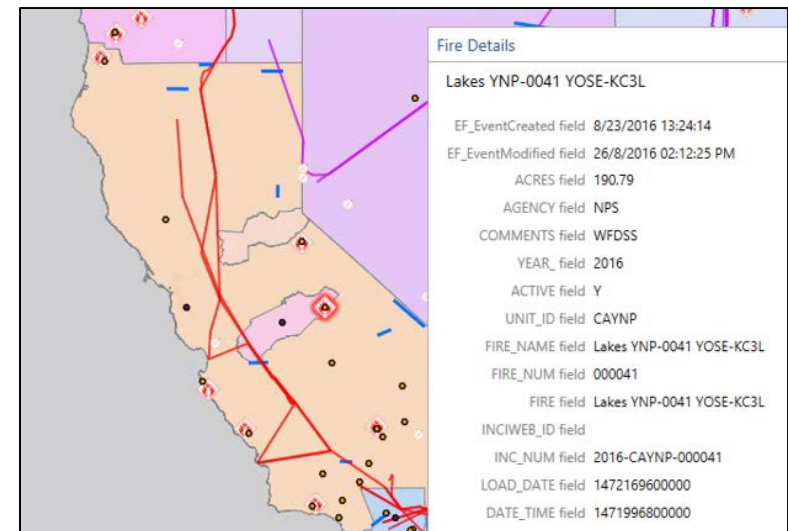 Fire Details
Lakes YNP-0041 YOSE-KC3L
EF_EventCreated field 8/23/2016 13:24:14
EF_EventModified field 26/8/2016 02:12:25 PM
ACRES field 190.79
AGENCY field NPS
COMMENTS field WFDSS
YEAR_ field 2016
ACTIVE field Y
UNIT_ID field CAYNP
FIRE_NAME field Lakes YNP-0041 YOSE-KC3L
FIRE_NUM field 000041
FIRE field Lakes YNP-0041 YOSE-KC3L
INCIWEB_ID field
INC_NUM field 2016-CAYNP-000041
LOAD_DATE field 1472169600000
DATE_TIME field 1471996800000